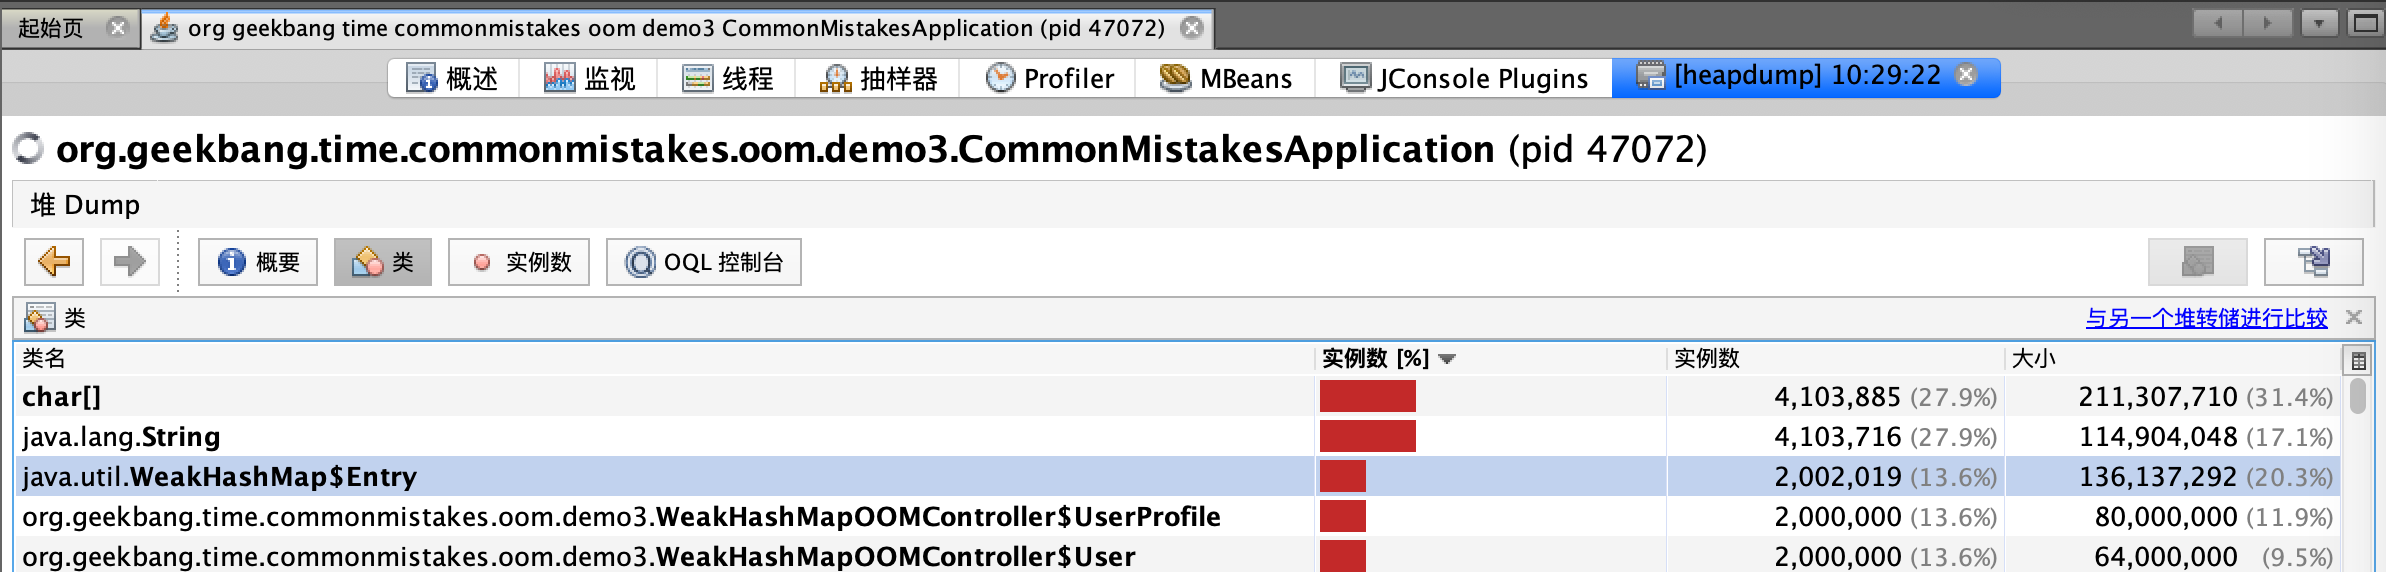 起始页 org geekbang time commonmistakes oom demo3 CommonMistakesApplication (pid 47072)
概述 监视 线程 抽样器 Profiler MBeans JConsole Plugins [heapdump] 10:29:22
org.geekbang.time.commonmistakes.oom.demo3.CommonMistakesApplication (pid 47072)
堆 Dump
概要 类 实例数 OQL 控制台
类 与另一个堆转储进行比较
类名 实例数 [%] 实例数 大小
char[] 4,103,885 (27.9%) 211,307,710 (31.4%)
java.lang.String 4,103,716 (27.9%) 114,904,048 (17.1%)
java.util.WeakHashMap$Entry 2,002,019 (13.6%) 136,137,292 (20.3%)
org.geekbang.time.commonmistakes.oom.demo3.WeakHashMapOOMController$UserProfile 2,000,000 (13.6%) 80,000,000 (11.9%)
org.geekbang.time.commonmistakes.oom.demo3.WeakHashMapOOMController$User 2,000,000 (13.6%) 64,000,000 (9.5%)